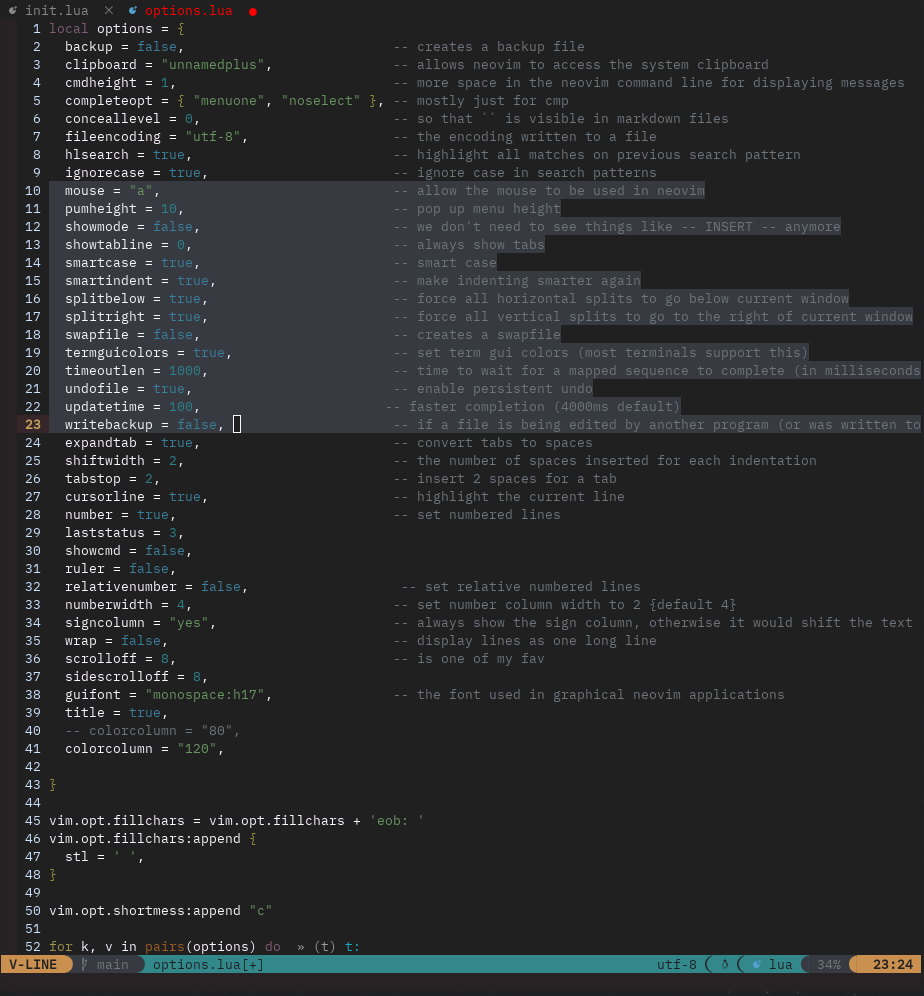 init.lua × options.lua ●
1 local options = {
2   backup = false,                          -- creates a backup file
3   clipboard = "unnamedplus",               -- allows neovim to access the system clipboard
4   cmdheight = 1,                           -- more space in the neovim command line for displaying messages
5   completeopt = { "menuone", "noselect" }, -- mostly just for cmp
6   conceallevel = 0,                        -- so that `` is visible in markdown files
7   fileencoding = "utf-8",                  -- the encoding written to a file
8   hlsearch = true,                         -- highlight all matches on previous search pattern
9   ignorecase = true,                       -- ignore case in search patterns
10   mouse = "a",                             -- allow the mouse to be used in neovim
11   pumheight = 10,                          -- pop up menu height
12   showmode = false,                        -- we don't need to see things like -- INSERT -- anymore
13   showtabline = 0,                         -- always show tabs
14   smartcase = true,                        -- smart case
15   smartindent = true,                      -- make indenting smarter again
16   splitbelow = true,                       -- force all horizontal splits to go below current window
17   splitright = true,                       -- force all vertical splits to go to the right of current window
18   swapfile = false,                        -- creates a swapfile
19   termguicolors = true,                    -- set term gui colors (most terminals support this)
20   timeoutlen = 1000,                       -- time to wait for a mapped sequence to complete (in milliseconds
21   undofile = true,                         -- enable persistent undo
22   updatetime = 100,                       -- faster completion (4000ms default)
23   writebackup = false,                     -- if a file is being edited by another program (or was written to
24   expandtab = true,                        -- convert tabs to spaces
25   shiftwidth = 2,                          -- the number of spaces inserted for each indentation
26   tabstop = 2,                             -- insert 2 spaces for a tab
27   cursorline = true,                       -- highlight the current line
28   number = true,                           -- set numbered lines
29   laststatus = 3,
30   showcmd = false,
31   ruler = false,
32   relativenumber = false,                   -- set relative numbered lines
33   numberwidth = 4,                         -- set number column width to 2 {default 4}
34   signcolumn = "yes",                      -- always show the sign column, otherwise it would shift the text
35   wrap = false,                            -- display lines as one long line
36   scrolloff = 8,                           -- is one of my fav
37   sidescrolloff = 8,
38   guifont = "monospace:h17",               -- the font used in graphical neovim applications
39   title = true,
40   -- colorcolumn = "80",
41   colorcolumn = "120",
42
43 }
44
45 vim.opt.fillchars = vim.opt.fillchars + 'eob: '
46 vim.opt.fillchars:append {
47   stl = ' ',
48 }
49
50 vim.opt.shortmess:append "c"
51
52 for k, v in pairs(options) do  » (t) t:
V-LINE main options.lua[+] utf-8 lua 34% 23:24